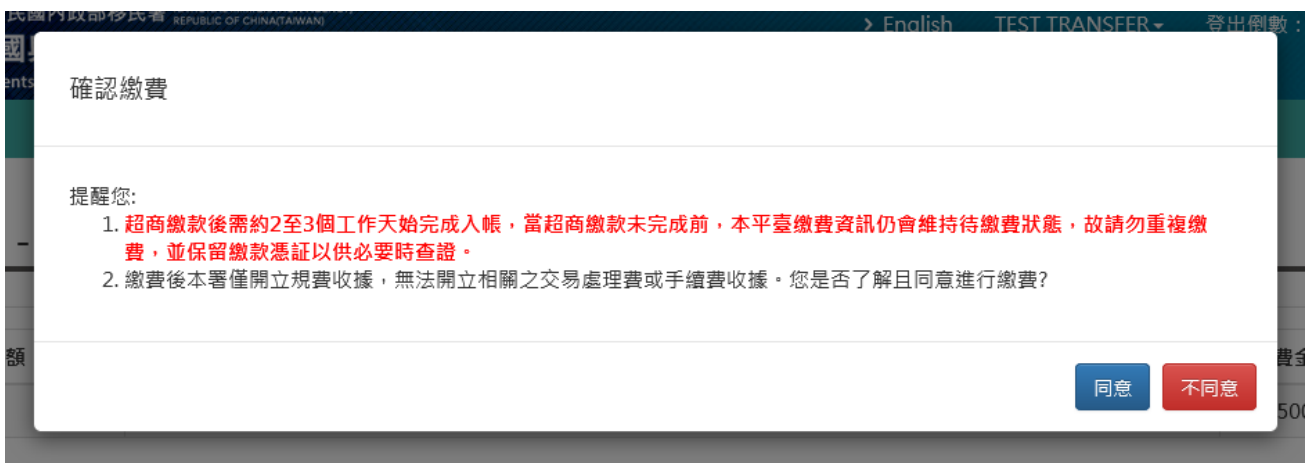 民國內政部移民署 REPUBLIC OF CHINA(TAIWAN)
> English TEST TRANSFER 登出倒數：
國
ents
確認繳費
提醒您:
1. 超商繳款後需約2至3個工作天始完成入帳，當超商繳款未完成前，本平臺繳費資訊仍會維持待繳費狀態，故請勿重複繳
費，並保留繳款憑証以供必要時查證。
2. 繳費後本署僅開立規費收據，無法開立相關之交易處理費或手續費收據。您是否了解且同意進行繳費?
額
費金
同意 不同意
500